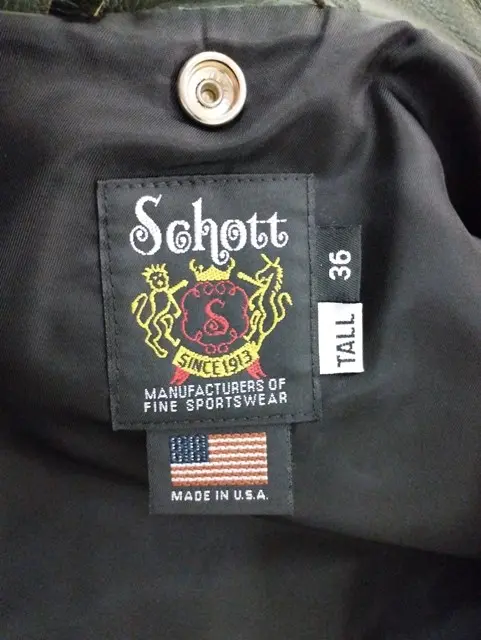 Schott
S
SINCE 1913
MANUFACTURERS OF
FINE SPORTSWEAR
36
TALL
MADE IN U.S.A.